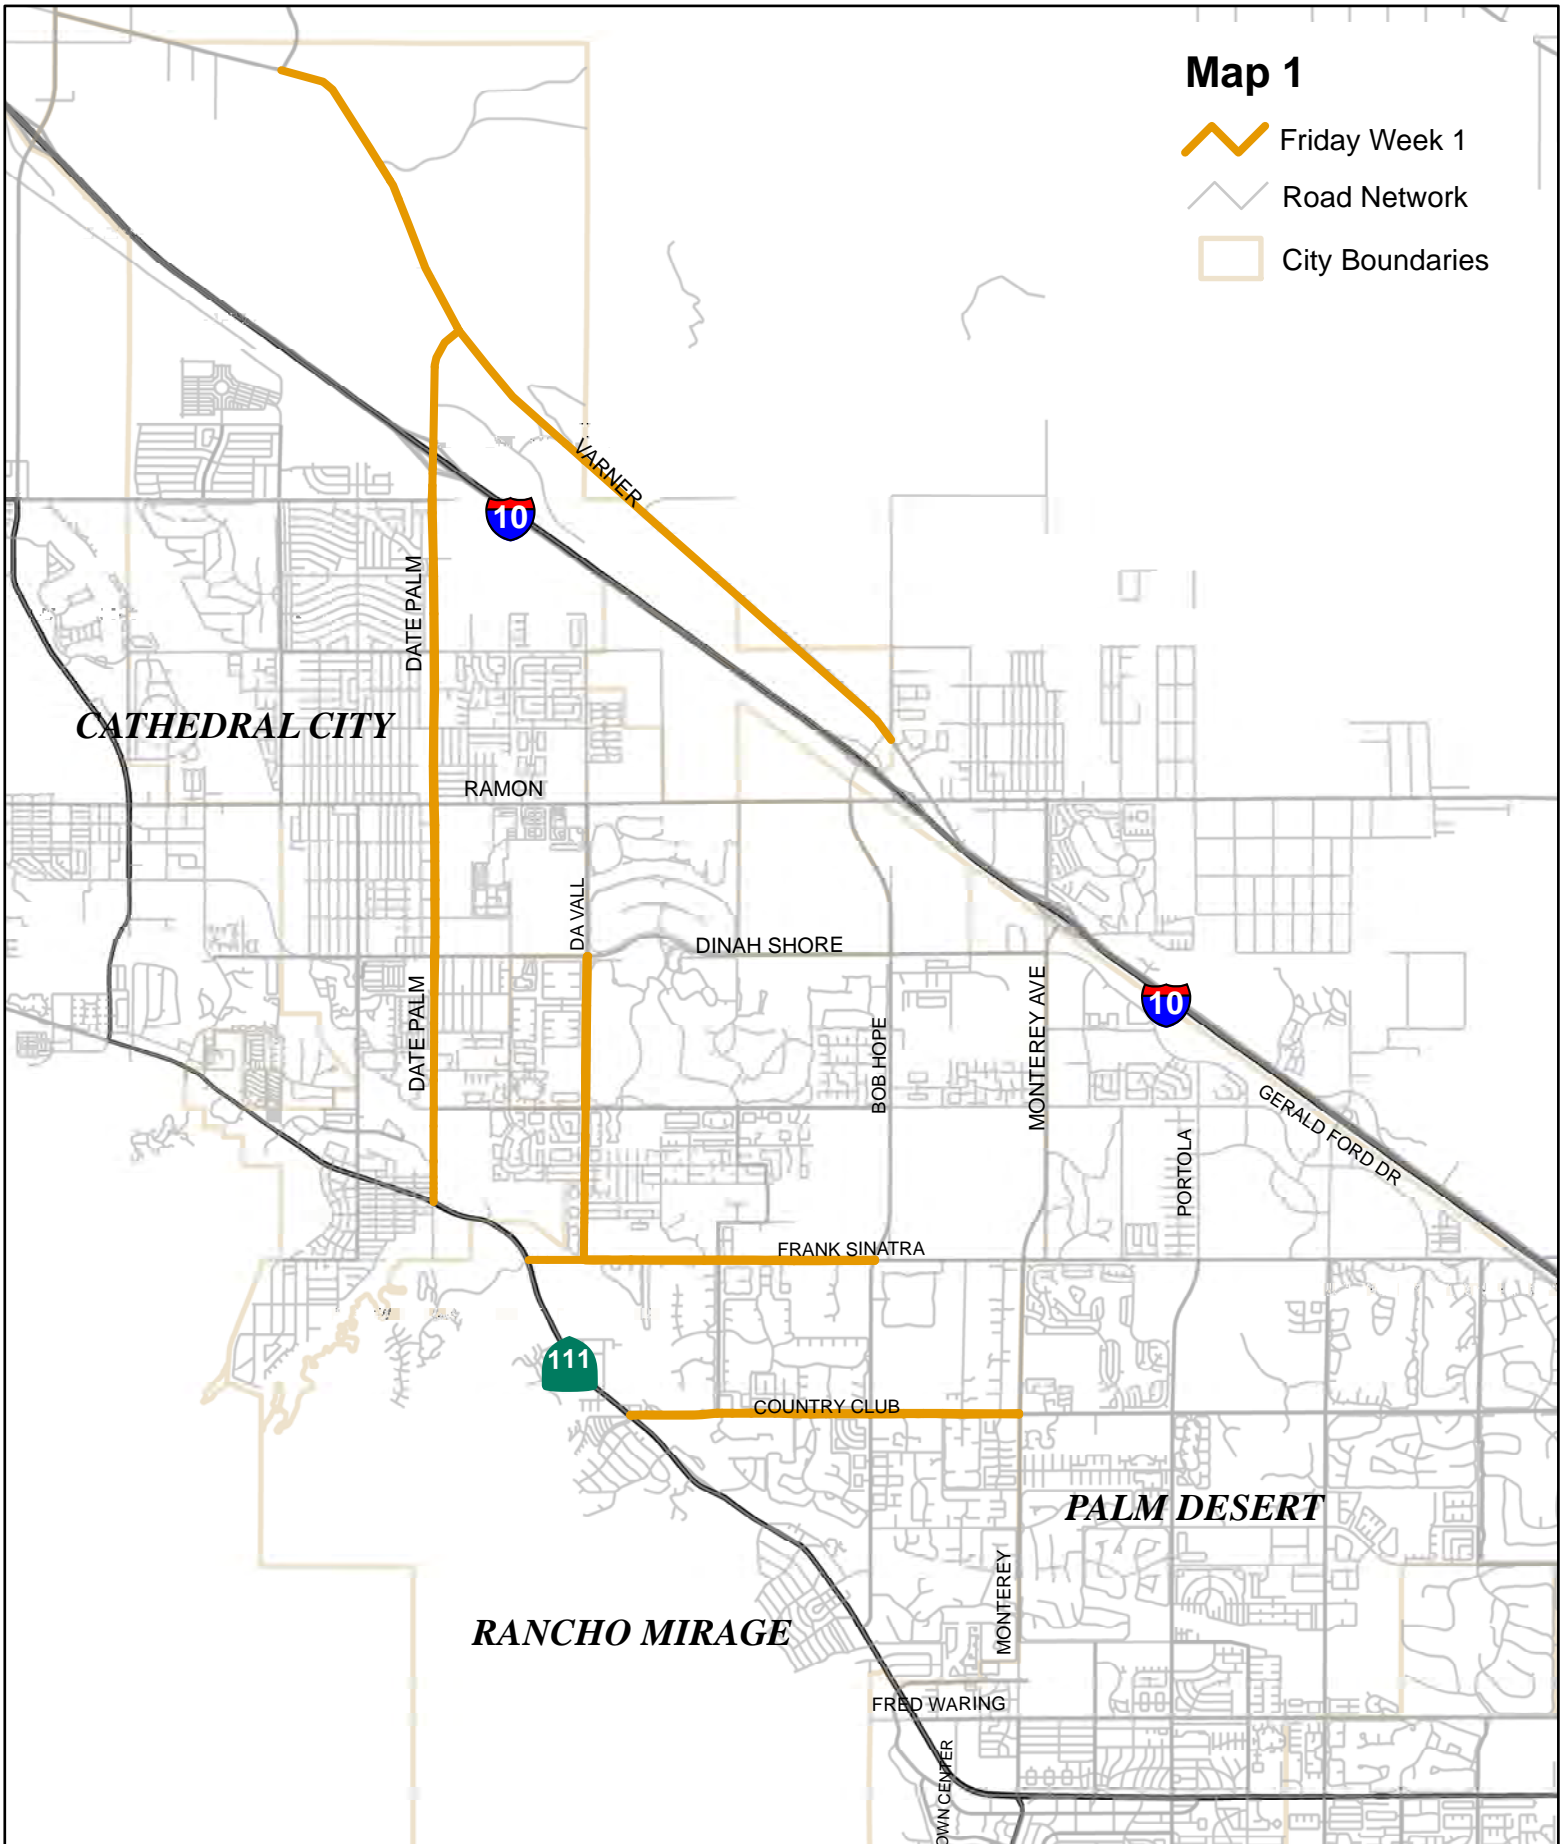 Map 1
Friday Week 1
Road Network
City Boundaries
VARNER
10
DATE PALM
CATHEDRAL CITY
RAMON
DA VALL
DINAH SHORE
DATE PALM
MONTEREY AVE
10
BOB HOPE
GERALD FORD DR
PORTOLA
FRANK SINATRA
111
COUNTRY CLUB
PALM DESERT
MONTEREY
RANCHO MIRAGE
FRED WARING
OWN CENTER